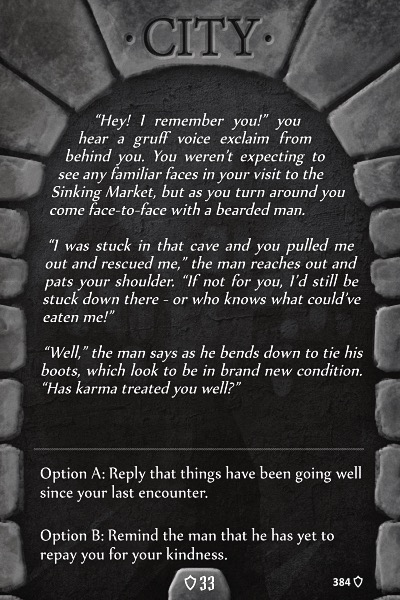 ·CITY·
“Hey! I remember you!” you
hear a gruff voice exclaim from
behind you. You weren’t expecting to
see any familiar faces in your visit to the
Sinking Market, but as you turn around you
come face-to-face with a bearded man.
“I was stuck in that cave and you pulled me
out and rescued me,” the man reaches out and
pats your shoulder. “If not for you, I’d still be
stuck down there - or who knows what could’ve
eaten me!”
“Well,” the man says as he bends down to tie his
boots, which look to be in brand new condition.
“Has karma treated you well?”
Option A: Reply that things have been going well
since your last encounter.
Option B: Remind the man that he has yet to
repay you for your kindness.
33
384